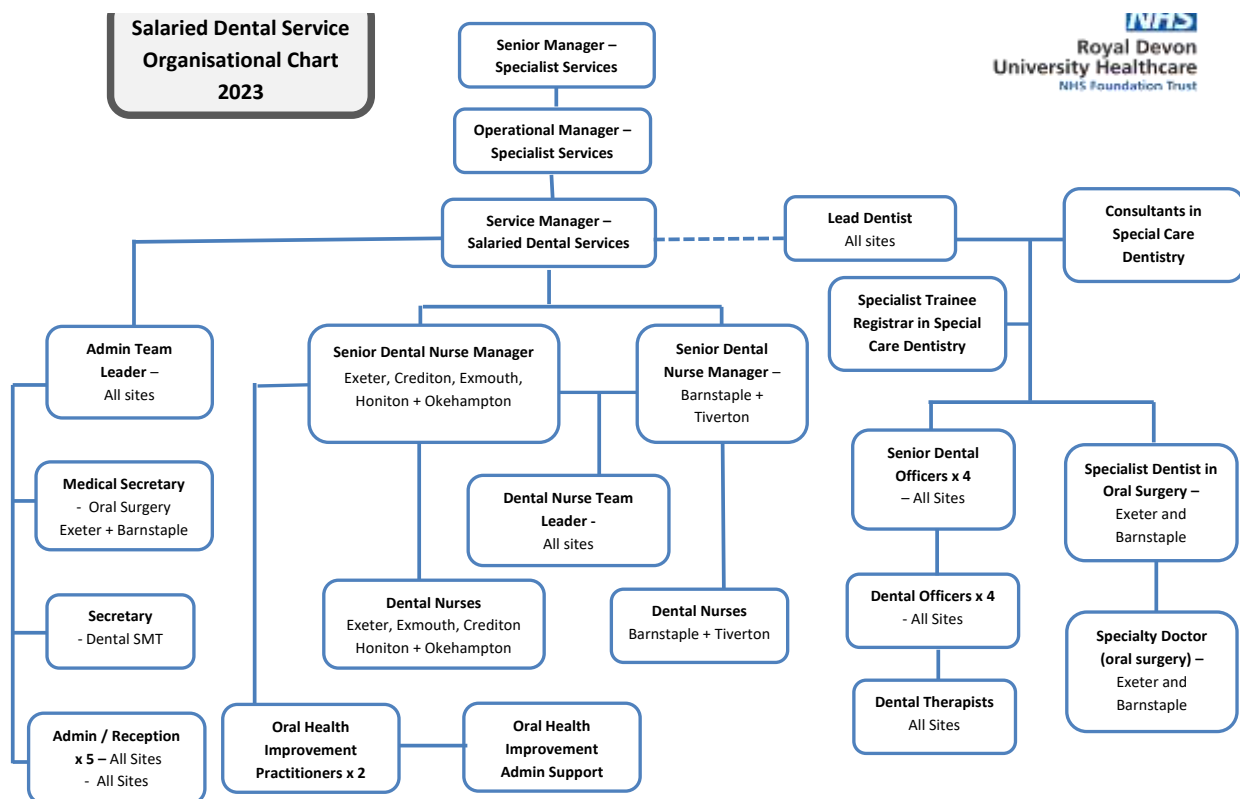 Salaried Dental Service
Organisational Chart
2023
NHS
Royal Devon
University Healthcare
NHS Foundation Trust
Senior Manager –
Specialist Services
Operational Manager –
Specialist Services
Service Manager –
Salaried Dental Services
Lead Dentist
All sites
Consultants in
Special Care
Dentistry
Specialist Trainee
Registrar in Special
Care Dentistry
Admin Team
Leader –
All sites
Senior Dental Nurse Manager
Exeter, Crediton, Exmouth,
Honiton + Okehampton
Senior Dental
Nurse Manager –
Barnstaple +
Tiverton
Senior Dental
Officers x 4
– All Sites
Specialist Dentist in
Oral Surgery –
Exeter and
Barnstaple
Medical Secretary
- Oral Surgery
Exeter + Barnstaple
Dental Nurse Team
Leader -
All sites
Secretary
- Dental SMT
Dental Nurses
Exeter, Exmouth, Crediton
Honiton + Okehampton
Dental Nurses
Barnstaple + Tiverton
Dental Officers x 4
- All Sites
Specialty Doctor
(oral surgery) –
Exeter and
Barnstaple
Dental Therapists
All Sites
Admin / Reception
x 5 – All Sites
- All Sites
Oral Health
Improvement
Practitioners x 2
Oral Health
Improvement
Admin Support